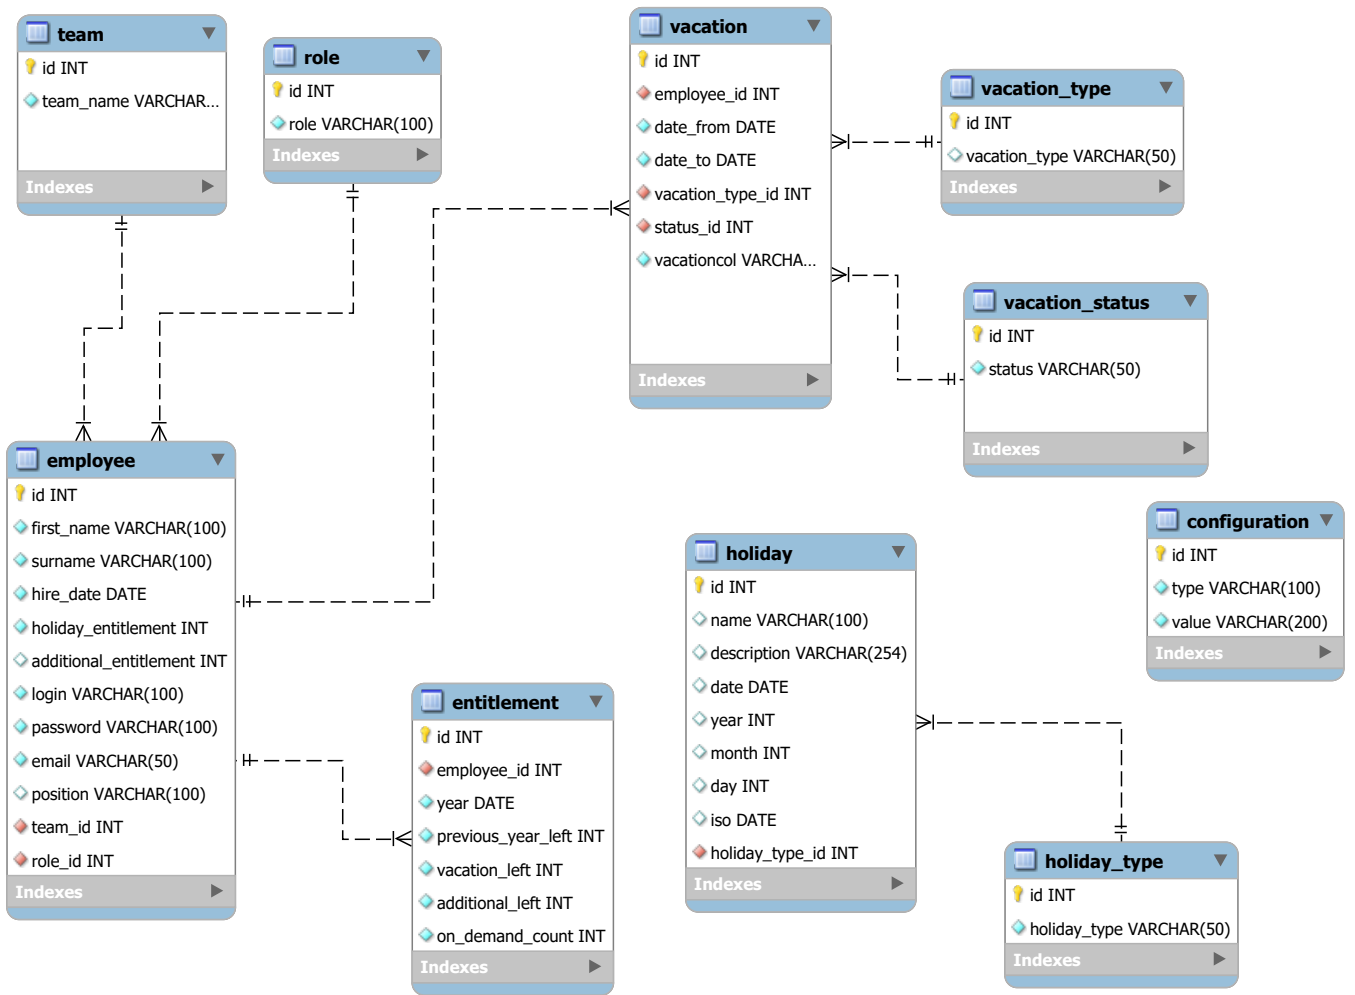 team
id INT
team_name VARCHAR...
Indexes
role
id INT
role VARCHAR(100)
Indexes
vacation
id INT
employee_id INT
date_from DATE
date_to DATE
vacation_type_id INT
status_id INT
vacationcol VARCHA...
Indexes
vacation_type
id INT
vacation_type VARCHAR(50)
Indexes
vacation_status
id INT
status VARCHAR(50)
Indexes
employee
id INT
first_name VARCHAR(100)
surname VARCHAR(100)
hire_date DATE
holiday_entitlement INT
additional_entitlement INT
login VARCHAR(100)
password VARCHAR(100)
email VARCHAR(50)
position VARCHAR(100)
team_id INT
role_id INT
Indexes
entitlement
id INT
employee_id INT
year DATE
previous_year_left INT
vacation_left INT
additional_left INT
on_demand_count INT
Indexes
holiday
id INT
name VARCHAR(100)
description VARCHAR(254)
date DATE
year INT
month INT
day INT
iso DATE
holiday_type_id INT
Indexes
configuration
id INT
type VARCHAR(100)
value VARCHAR(200)
Indexes
holiday_type
id INT
holiday_type VARCHAR(50)
Indexes